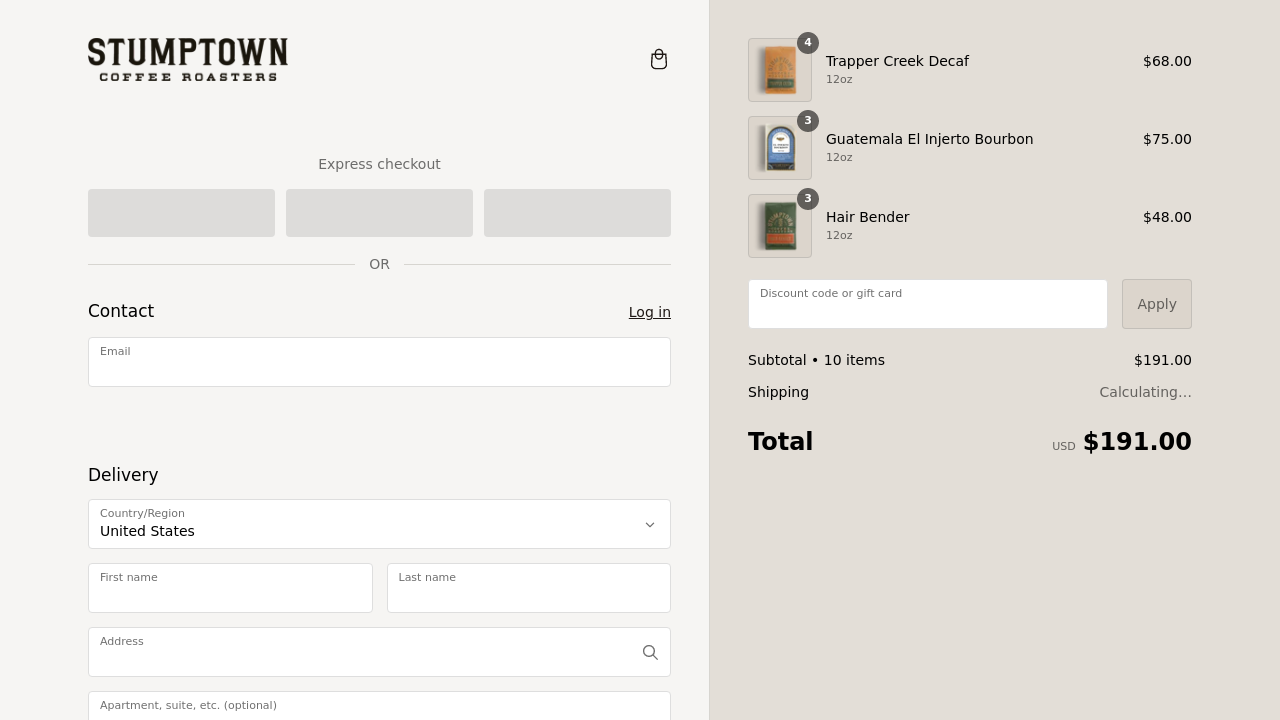 STUMPTOWN
COFFEE ROASTERS
Express checkout
OR
Contact
Log in
Email
Delivery
Country/Region
United States
First name
Last name
Address
Apartment, suite, etc. (optional)
4
Trapper Creek Decaf
$68.00
12oz
3
Guatemala El Injerto Bourbon
$75.00
12oz
3
Hair Bender
$48.00
12oz
Discount code or gift card
Apply
Subtotal • 10 items
$191.00
Shipping
Calculating...
Total
USD $191.00